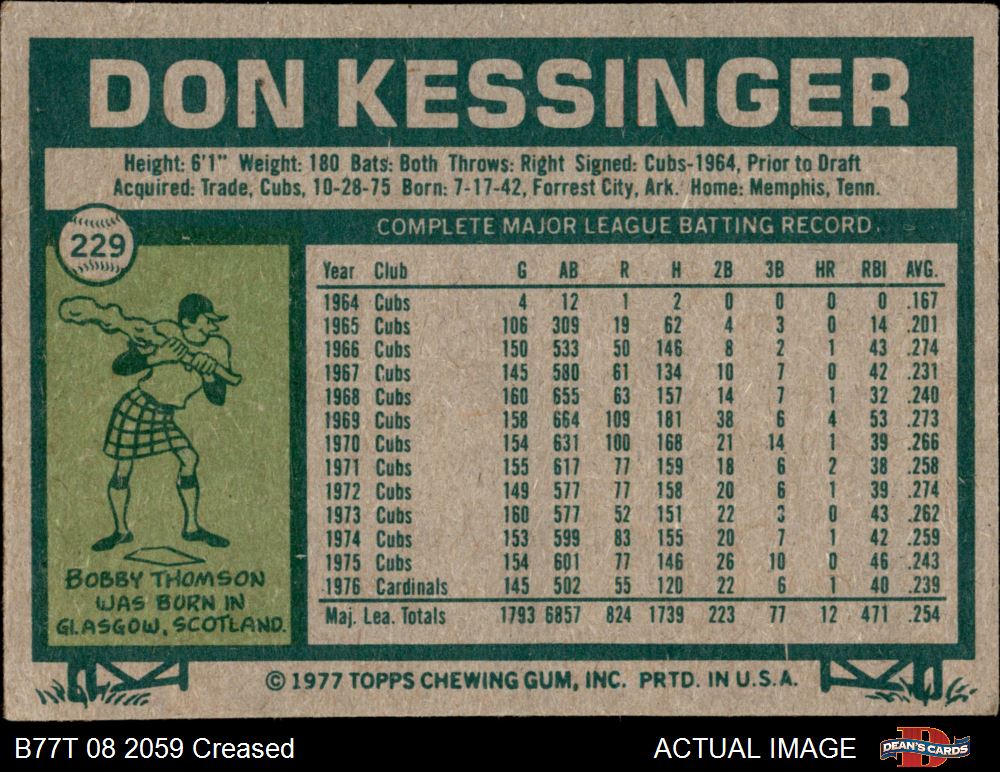 DON KESSINGER
Height: 6'1" Weight: 180 Bats: Both Throws: Right Signed: Cubs-1964, Prior to Draft
Acquired: Trade, Cubs, 10-28-75 Born: 7-17-42, Forrest City, Ark. Home: Memphis, Tenn.
229
COMPLETE MAJOR LEAGUE BATTING RECORD.
Year Club G AB R H 2B 3B HR RBI AVG.
1964 Cubs 4 12 1 2 0 0 0 0 .167
1965 Cubs 106 309 19 62 4 3 0 14 .201
1966 Cubs 150 533 50 146 8 2 1 43 .274
1967 Cubs 145 580 61 134 10 7 0 42 .231
1968 Cubs 160 655 63 157 14 7 1 32 .240
1969 Cubs 158 664 109 181 38 6 4 53 .273
1970 Cubs 154 631 100 168 21 14 1 39 .266
1971 Cubs 155 617 77 159 18 6 2 38 .258
1972 Cubs 149 577 77 158 20 6 1 39 .274
1973 Cubs 160 577 52 151 22 3 0 43 .262
1974 Cubs 153 599 83 155 20 7 1 42 .259
1975 Cubs 154 601 77 146 26 10 0 46 .243
1976 Cardinals 145 502 55 120 22 6 1 40 .239
Maj. Lea. Totals 1793 6857 824 1739 223 77 12 471 .254
BOBBY THOMSON
WAS BORN IN
GLASGOW, SCOTLAND.
© 1977 TOPPS CHEWING GUM, INC. PRTD. IN U.S.A.
B77T 08 2059 Creased
ACTUAL IMAGE
DEAN'S CARDS